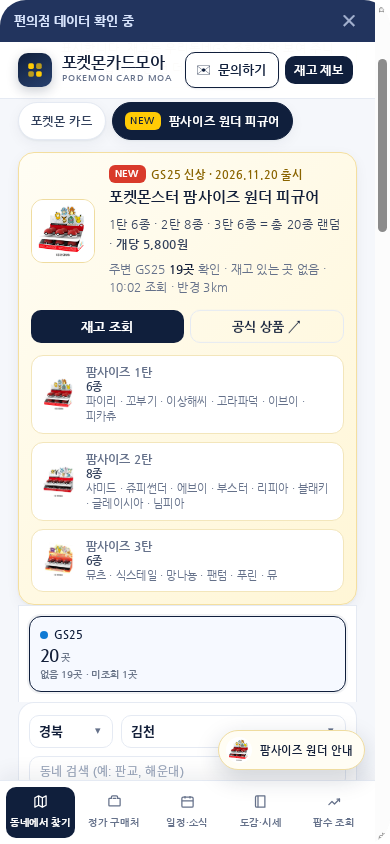 편의점 데이터 확인 중
포켓몬카드모아
POKEMON CARD MOA
문의하기
재고 제보
포켓몬 카드
NEW 팜사이즈 원더 피규어
NEW GS25 신상 · 2026.11.20 출시
포켓몬스터 팜사이즈 원더 피규어
1탄 6종 · 2탄 8종 · 3탄 6종 = 총 20종 랜덤
· 개당 5,800원
주변 GS25 19곳 확인 · 재고 있는 곳 없음 ·
10:02 조회 · 반경 3km
재고 조회
공식 상품 ↗
팜사이즈 1탄
6종
파이리 · 꼬부기 · 이상해씨 · 고라파덕 · 이브이 ·
피카츄
팜사이즈 2탄
8종
샤미드 · 쥬피썬더 · 에브이 · 부스터 · 리피아 · 블래키
· 글레이시아 · 님피아
팜사이즈 3탄
6종
뮤츠 · 식스테일 · 망나뇽 · 팬텀 · 푸린 · 뮤
GS25
20 곳
없음 19곳 · 미조회 1곳
경북
김천
팜사이즈 원더 안내
동네 검색 (예: 판교, 해운대)
동네에서 찾기
정가 구매처
일정·소식
도감·시세
팝수 조회